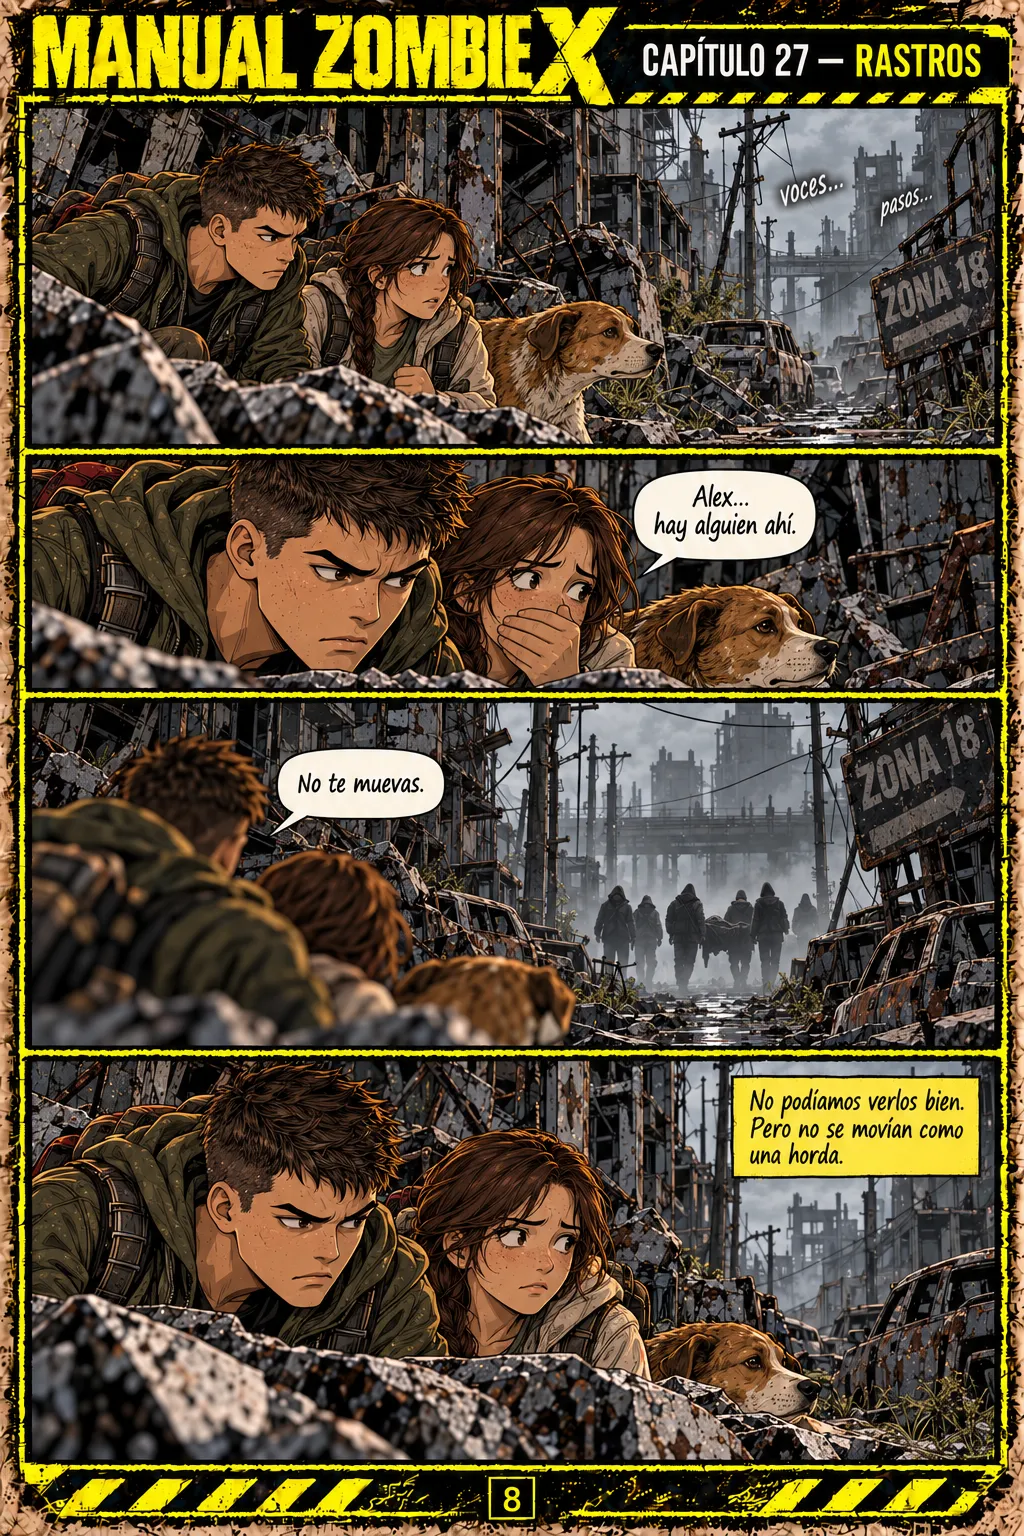 MANUAL ZOMBIE X
CAPÍTULO 27 — RASTROS
voces...
pasos...
ZONA 18
Alex...
hay alguien ahí.
No te muevas.
ZONA 18
No podíamos verlos bien.
Pero no se movían como
una horda.
8